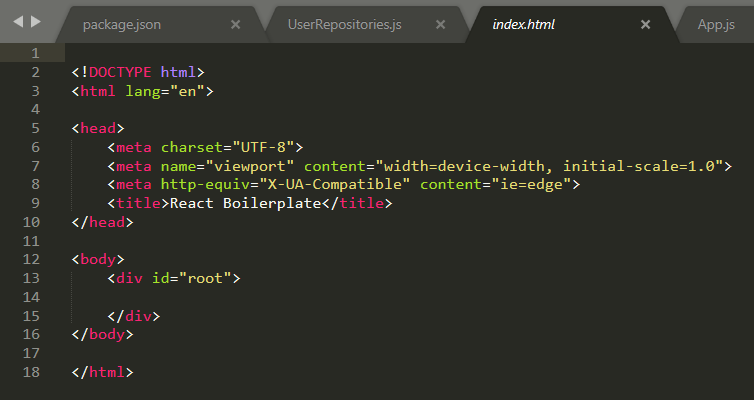 package.json UserRepositories.js index.html App.js
1
2 <!DOCTYPE html>
3 <html lang="en">
4
5 <head>
6 <meta charset="UTF-8">
7 <meta name="viewport" content="width=device-width, initial-scale=1.0">
8 <meta http-equiv="X-UA-Compatible" content="ie=edge">
9 <title>React Boilerplate</title>
10 </head>
11
12 <body>
13 <div id="root">
14
15 </div>
16 </body>
17
18 </html>